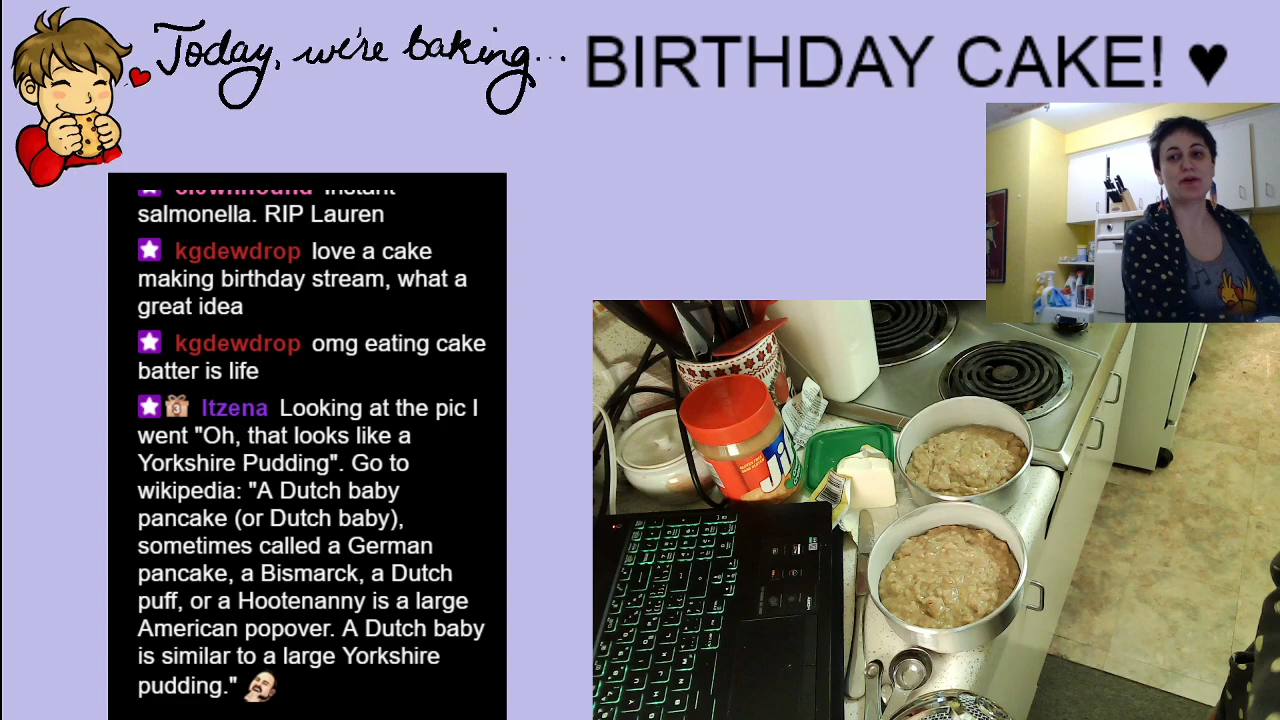 Today, we're baking... BIRTHDAY CAKE! ♥
instant
salmonella. RIP Lauren
kgdewdrop love a cake
making birthday stream, what a
great idea
kgdewdrop omg eating cake
batter is life
3 Itzena Looking at the pic I
went "Oh, that looks like a
Yorkshire Pudding". Go to
wikipedia: "A Dutch baby
pancake (or Dutch baby),
sometimes called a German
pancake, a Bismarck, a Dutch
puff, or a Hootenanny is a large
American popover. A Dutch baby
is similar to a large Yorkshire
pudding."
Jif